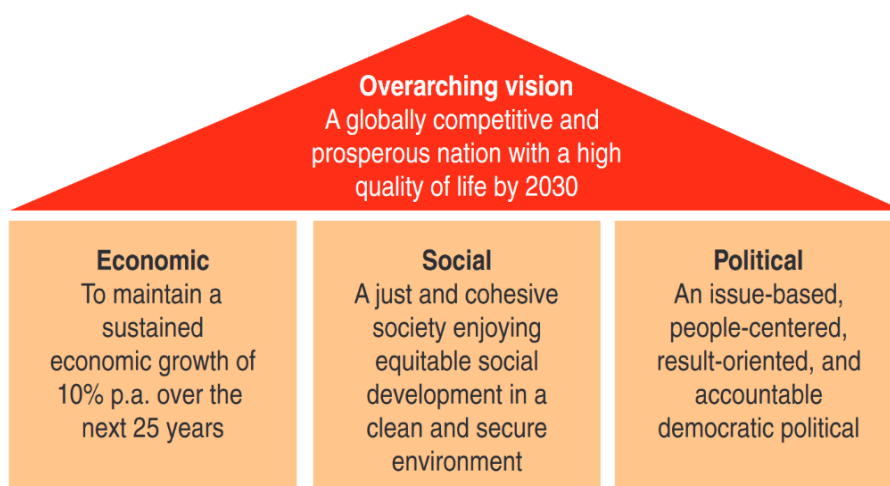 Overarching vision
A globally competitive and
prosperous nation with a high
quality of life by 2030
Economic
To maintain a
sustained
economic growth of
10% p.a. over the
next 25 years
Social
A just and cohesive
society enjoying
equitable social
development in a
clean and secure
environment
Political
An issue-based,
people-centered,
result-oriented, and
accountable
democratic political